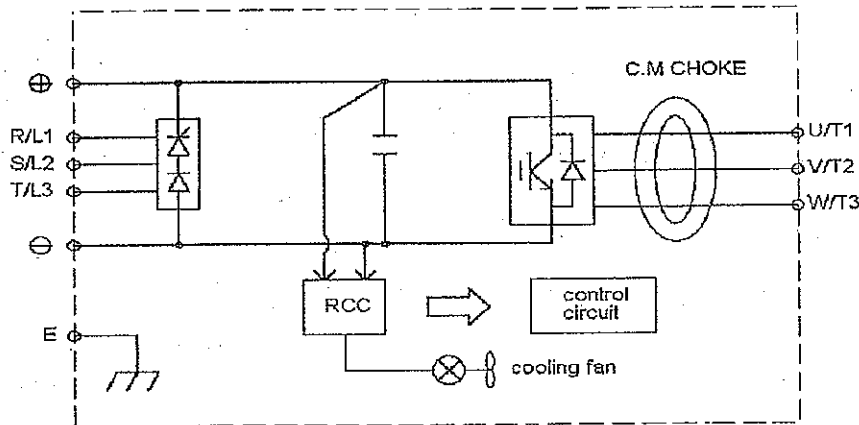 C.M CHOKE
⊕
R/L1
S/L2
T/L3
⊖
E
U/T1
V/T2
W/T3
RCC
control
circuit
cooling fan